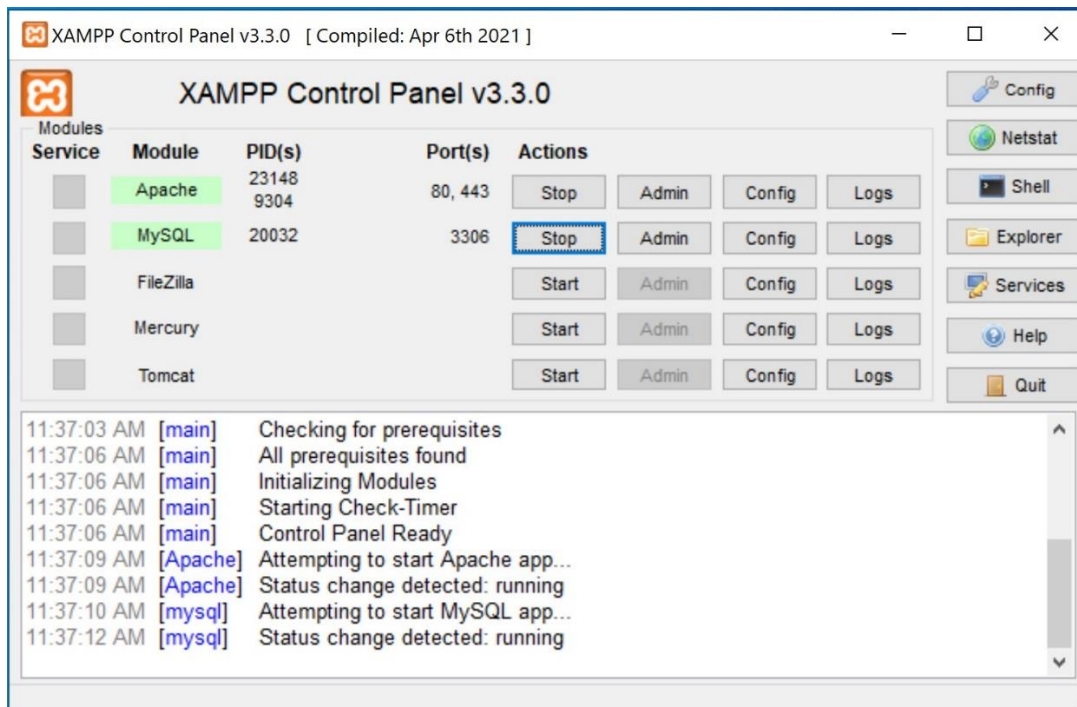 XAMPP Control Panel v3.3.0 [ Compiled: Apr 6th 2021 ]
XAMPP Control Panel v3.3.0
Config
Modules
Netstat
Service Module PID(s) Port(s) Actions
Apache 23148 9304 80, 443 Stop Admin Config Logs
Shell
MySQL 20032 3306 Stop Admin Config Logs
Explorer
FileZilla Start Admin Config Logs
Services
Mercury Start Admin Config Logs
Help
Tomcat Start Admin Config Logs
Quit
11:37:03 AM [main] Checking for prerequisites
11:37:06 AM [main] All prerequisites found
11:37:06 AM [main] Initializing Modules
11:37:06 AM [main] Starting Check-Timer
11:37:06 AM [main] Control Panel Ready
11:37:09 AM [Apache] Attempting to start Apache app...
11:37:09 AM [Apache] Status change detected: running
11:37:10 AM [mysql] Attempting to start MySQL app...
11:37:12 AM [mysql] Status change detected: running